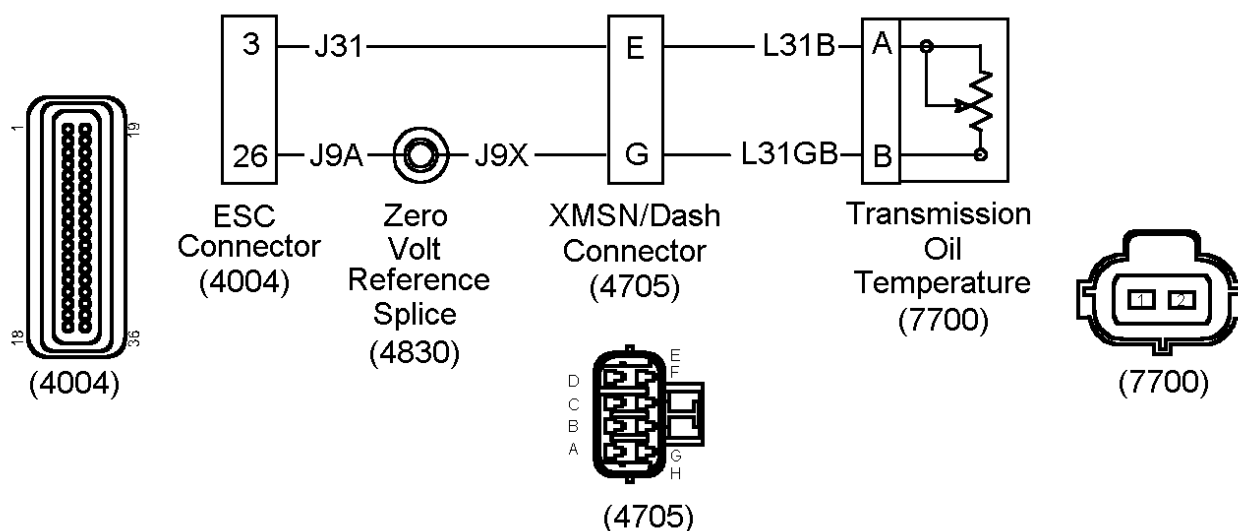 3 J31 E L31B A
1 19
26 J9A J9X G L31GB B
ESC
Connector
(4004)
Zero
Volt
Reference
Splice
(4830)
XMSN/Dash
Connector
(4705)
Transmission
Oil
Temperature
(7700)
18 36
(4004)
1 2
(7700)
E
F
D
C
B
A
G
H
(4705)